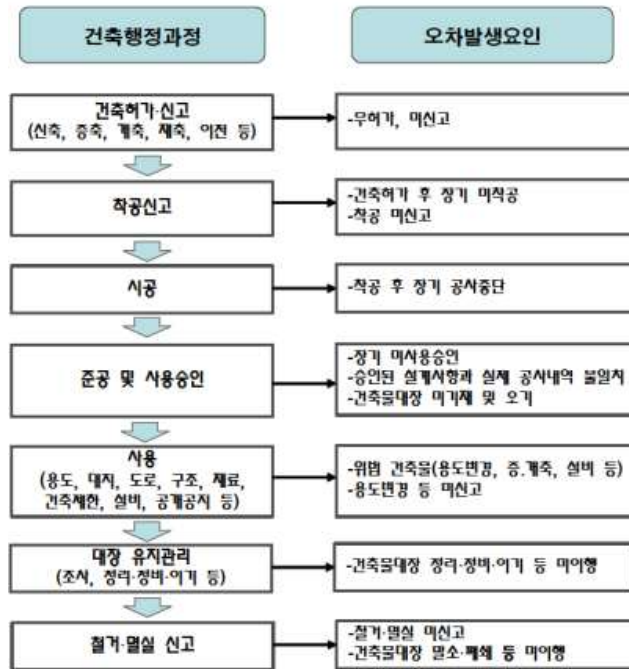 건축행정과정
오차발생요인
건축허가·신고
(신축, 증축, 개축, 재축, 이전 등)
-무허가, 미신고
착공신고
-건축허가 후 장기 미착공
-착공 미신고
시공
-착공 후 장기 공사중단
준공 및 사용승인
-장기 미사용승인
-승인된 설계사항과 실제 공사내역 불일치
-건축물대장 미기재 및 오기
사용
(용도, 대지, 도로, 구조, 재료,
건축제한, 설비, 공개공지 등)
-위법 건축물(용도변경, 증.개축, 설비 등)
-용도변경 등 미신고
대장 유지관리
(조사, 정리·정비·이기 등)
-건축물대장 정리·정비·이기 등 미이행
철거·멸실 신고
-철거·멸실 미신고
-건축물대장 말소·폐쇄 등 미이행